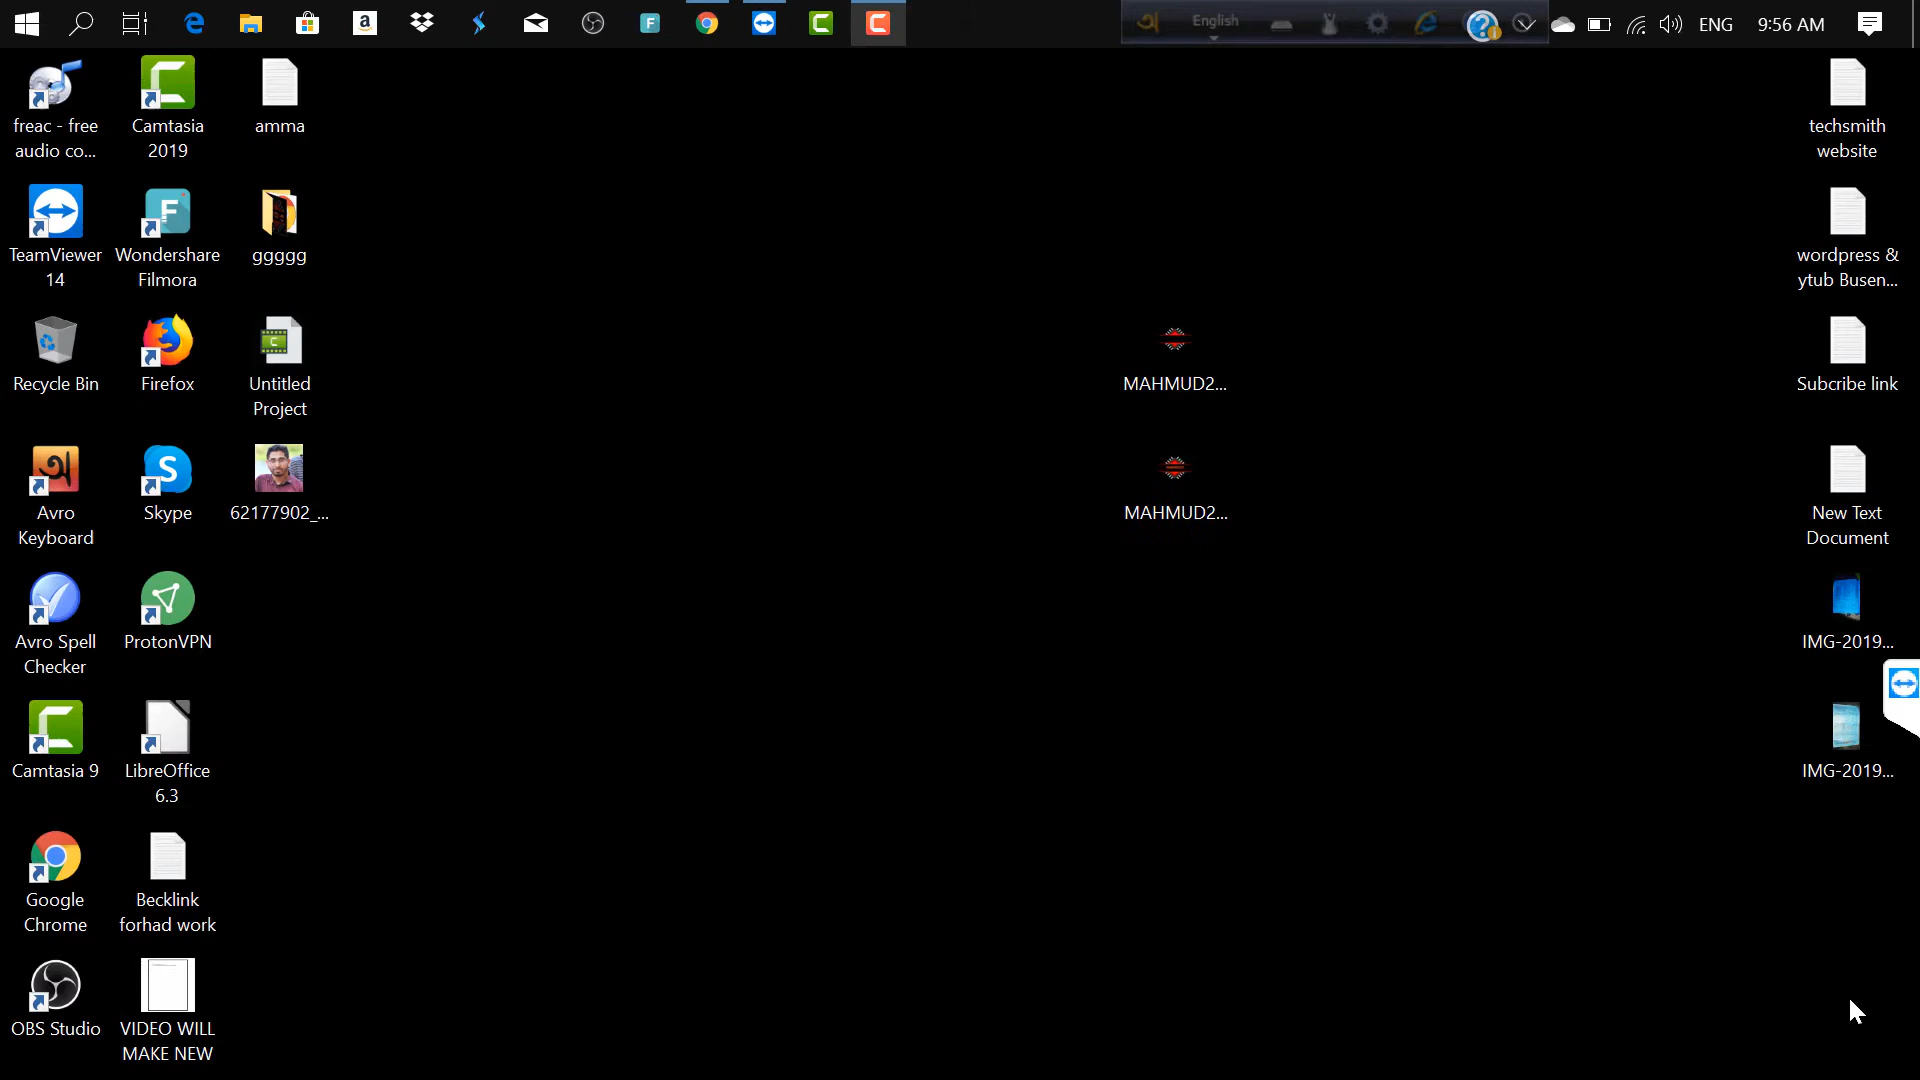 English
ENG
9:56 AM
freac - free
audio co...
Camtasia
2019
amma
techsmith
website
TeamViewer
14
Wondershare
Filmora
ggggg
wordpress &
ytub Busen...
Recycle Bin
Firefox
Untitled
Project
MAHMUD2...
Subcribe link
Avro
Keyboard
Skype
62177902_...
MAHMUD2...
New Text
Document
Avro Spell
Checker
ProtonVPN
IMG-2019...
Camtasia 9
LibreOffice
6.3
IMG-2019...
Google
Chrome
Becklink
forhad work
OBS Studio
VIDEO WILL
MAKE NEW